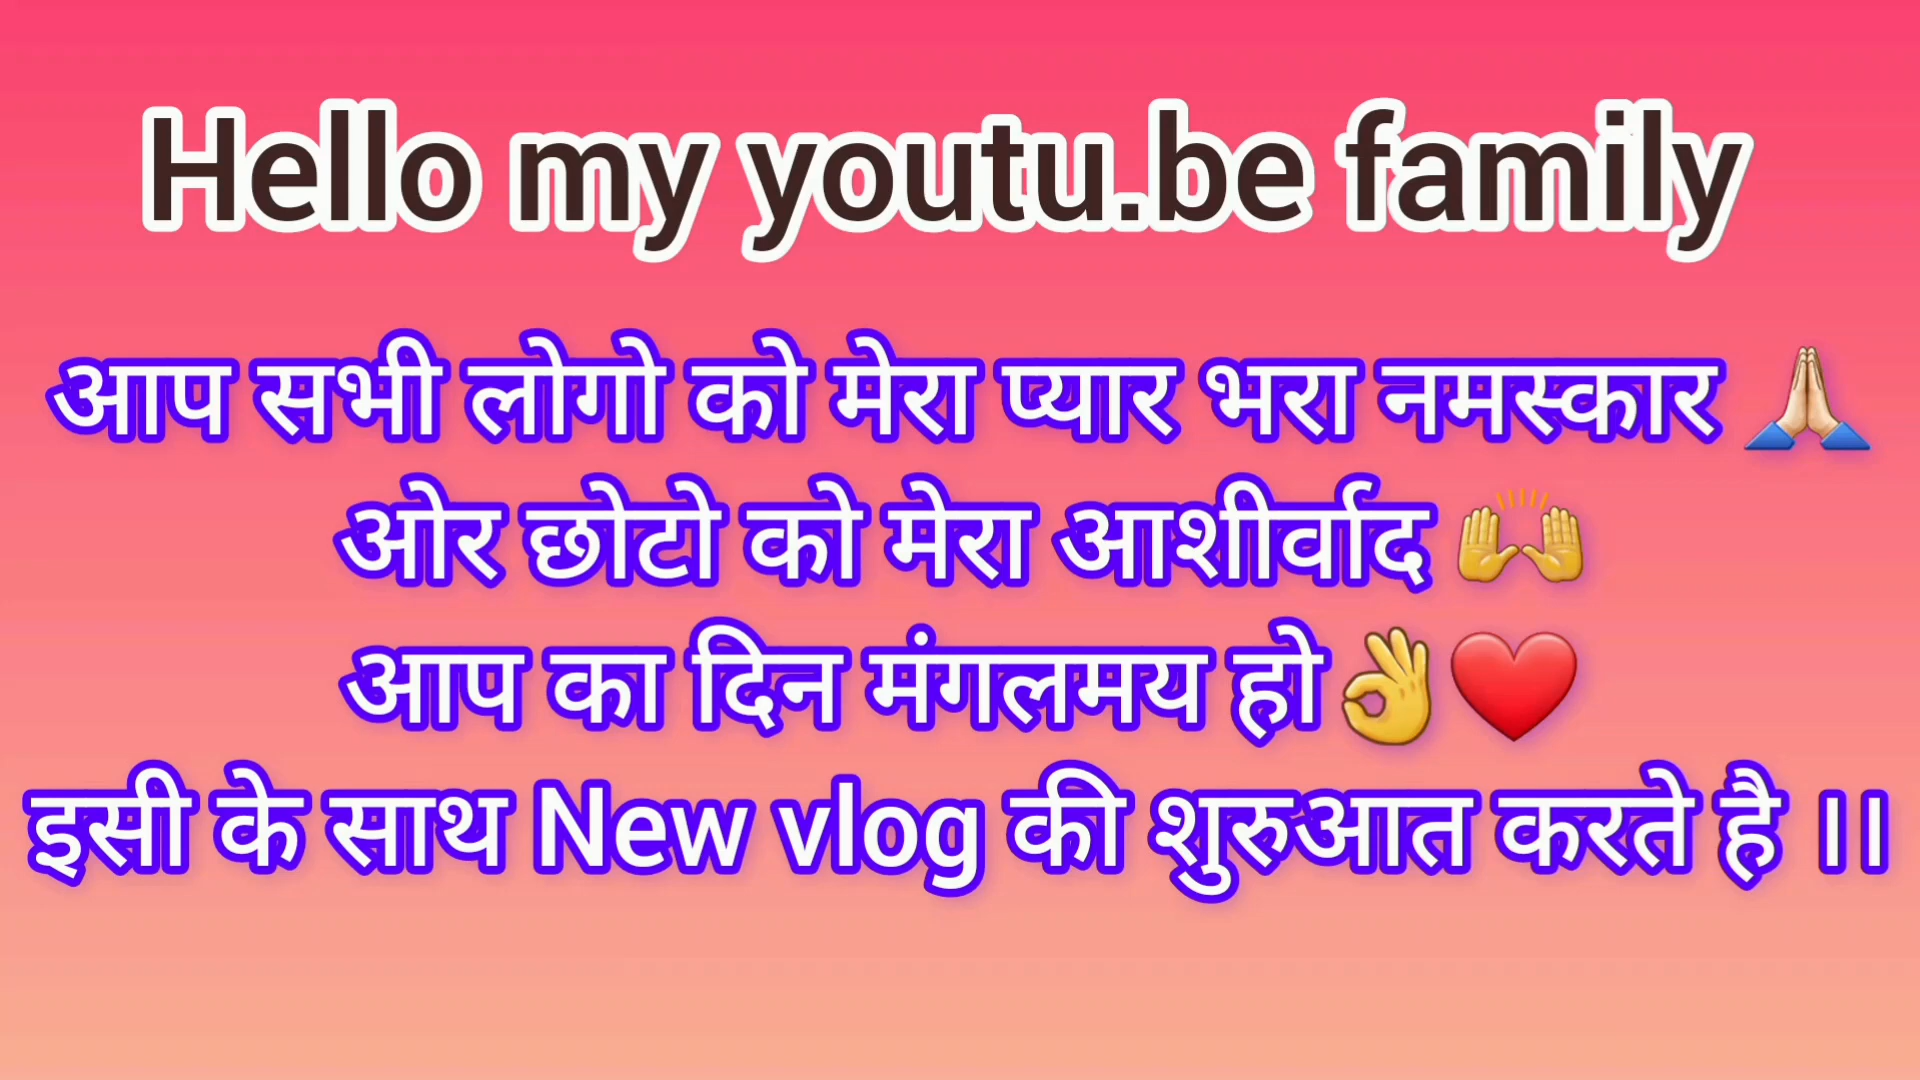 Hello my youtu.be family
आप सभी लोगो को मेरा प्यार भरा नमस्कार 🙏🏻
ओर छोटो को मेरा आशीर्वाद 🙌
आप का दिन मंगलमय हो👌❤️
इसी के साथ New vlog की शुरुआत करते है ।।